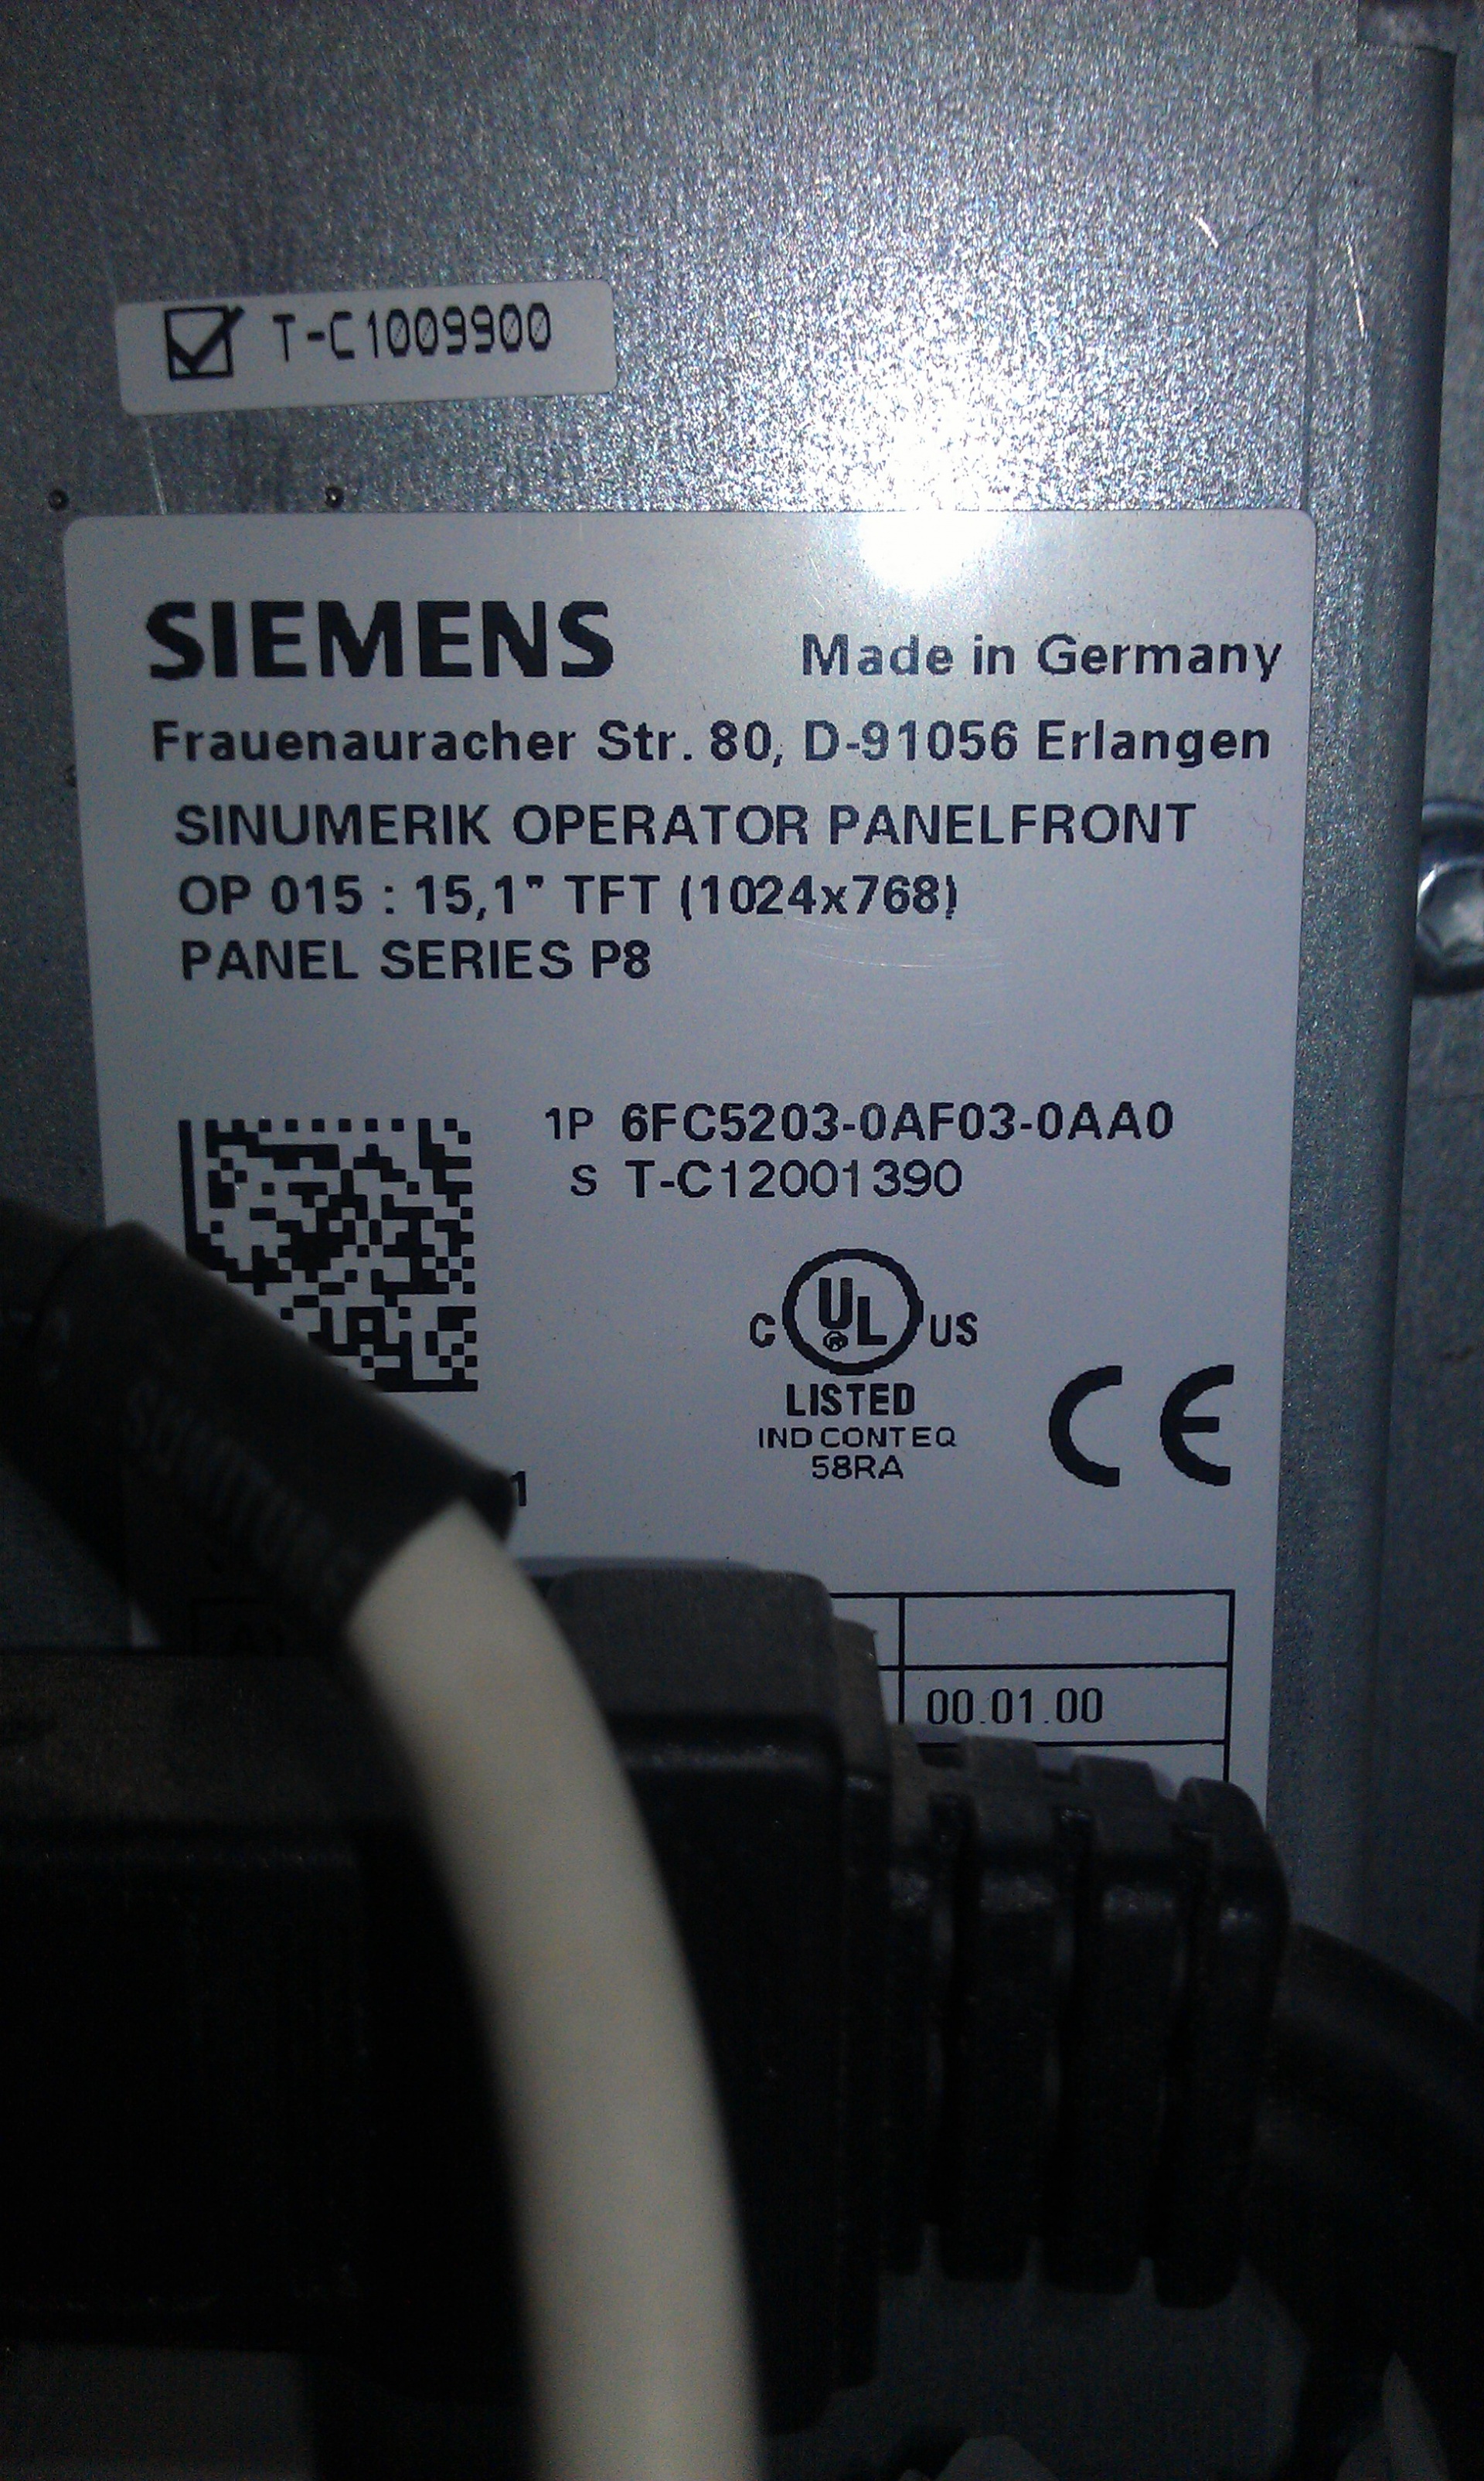 T-C1009900
SIEMENS
Made in Germany
Frauenauracher Str. 80, D-91056 Erlangen
SINUMERIK OPERATOR PANELFRONT
OP 015 : 15,1" TFT (1024x768)
PANEL SERIES P8
1P 6FC5203-0AF03-0AA0
S T-C12001390
C UL® US
LISTED
IND CONT EQ
58RA
CE
1
00.01.00